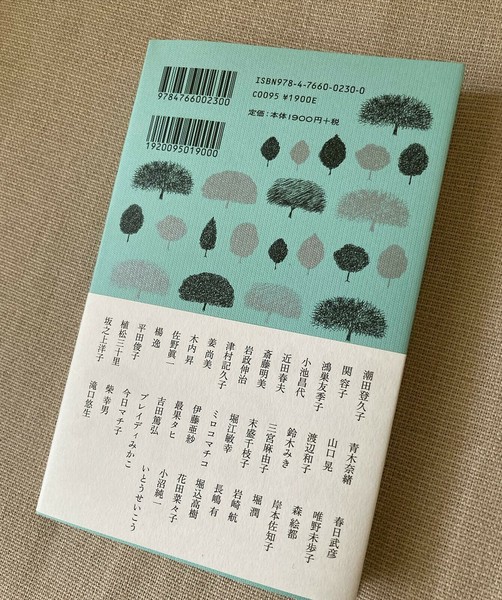 ISBN978-4-7660-0230-0
C0095 ¥1900E
定価:本体1900円+税
9784766002300
1920095019000
潮田登久子 青木奈緒 春日武彦
関 容子 山口 晃 唯野未歩子
鴻巣友季子 渡辺和子 森 絵都
小池昌代 鈴木みき 岸本佐知子
近田春夫 三宮麻由子 堀 潤
斎藤明美 末盛千枝子 岩崎 航
岩政伸治 堀江敏幸 長嶋 有
津村記久子 ミロコマチコ 堀込高樹
姜 尚美 伊藤亜紗 花田菜々子
木内 昇 最果タヒ 小沼純一
佐野眞一 吉田篤弘 いとうせいこう
楊 逸 ブレイディみかこ
平田俊子 今日マチ子
植松三十里 柴 幸男
坂之上洋子 滝口悠生